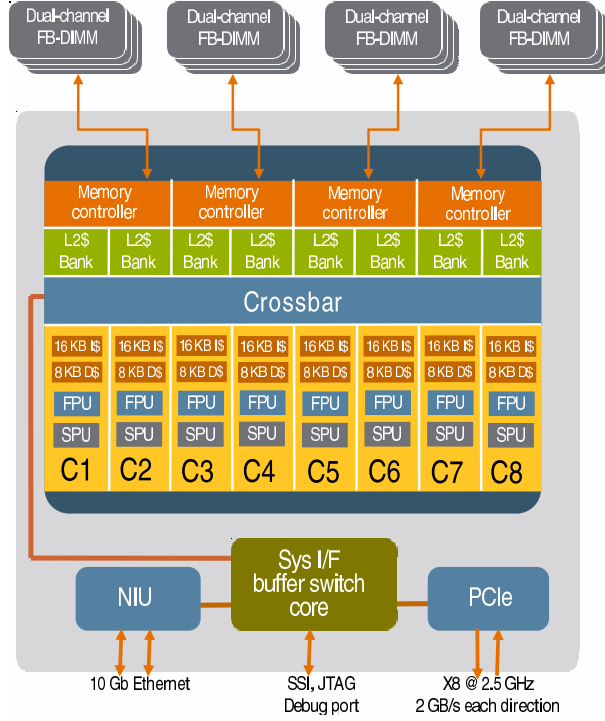 Dual-channel
FB-DIMM
Dual-channel
FB-DIMM
Dual-channel
FB-DIMM
Dual-channel
FB-DIMM
Memory
controller
Memory
controller
Memory
controller
Memory
controller
L2$
Bank
L2$
Bank
L2$
Bank
L2$
Bank
L2$
Bank
L2$
Bank
L2$
Bank
L2$
Bank
Crossbar
16 KB I$
8 KB D$
FPU
SPU
C1
16 KB I$
8 KB D$
FPU
SPU
C2
16 KB I$
8 KB D$
FPU
SPU
C3
16 KB I$
8 KB D$
FPU
SPU
C4
16 KB I$
8 KB D$
FPU
SPU
C5
16 KB I$
8 KB D$
FPU
SPU
C6
16 KB I$
8 KB D$
FPU
SPU
C7
16 KB I$
8 KB D$
FPU
SPU
C8
NIU
Sys I/F
buffer switch
core
PCIe
10 Gb Ethernet
SSI, JTAG
Debug port
X8 @ 2.5 GHz
2 GB/s each direction